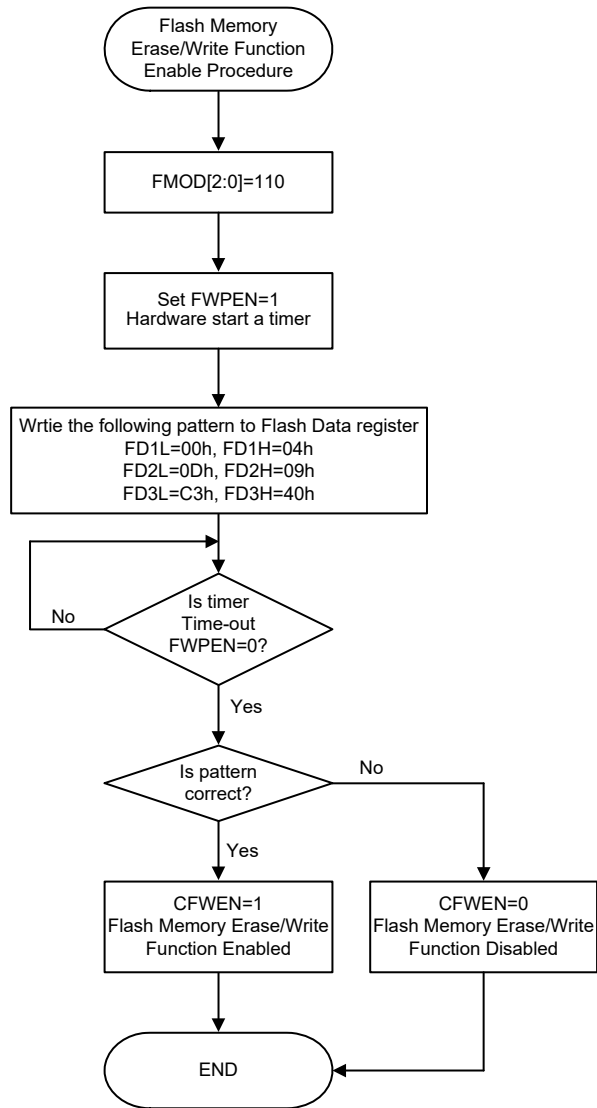 Flash Memory
Erase/Write Function
Enable Procedure
FMOD[2:0]=110
Set FWPEN=1
Hardware start a timer
Wrtie the following pattern to Flash Data register
FD1L=00h, FD1H=04h
FD2L=0Dh, FD2H=09h
FD3L=C3h, FD3H=40h
Is timer
Time-out
FWPEN=0?
No
Yes
Is pattern
correct?
No
Yes
CFWEN=1
Flash Memory Erase/Write
Function Enabled
CFWEN=0
Flash Memory Erase/Write
Function Disabled
END